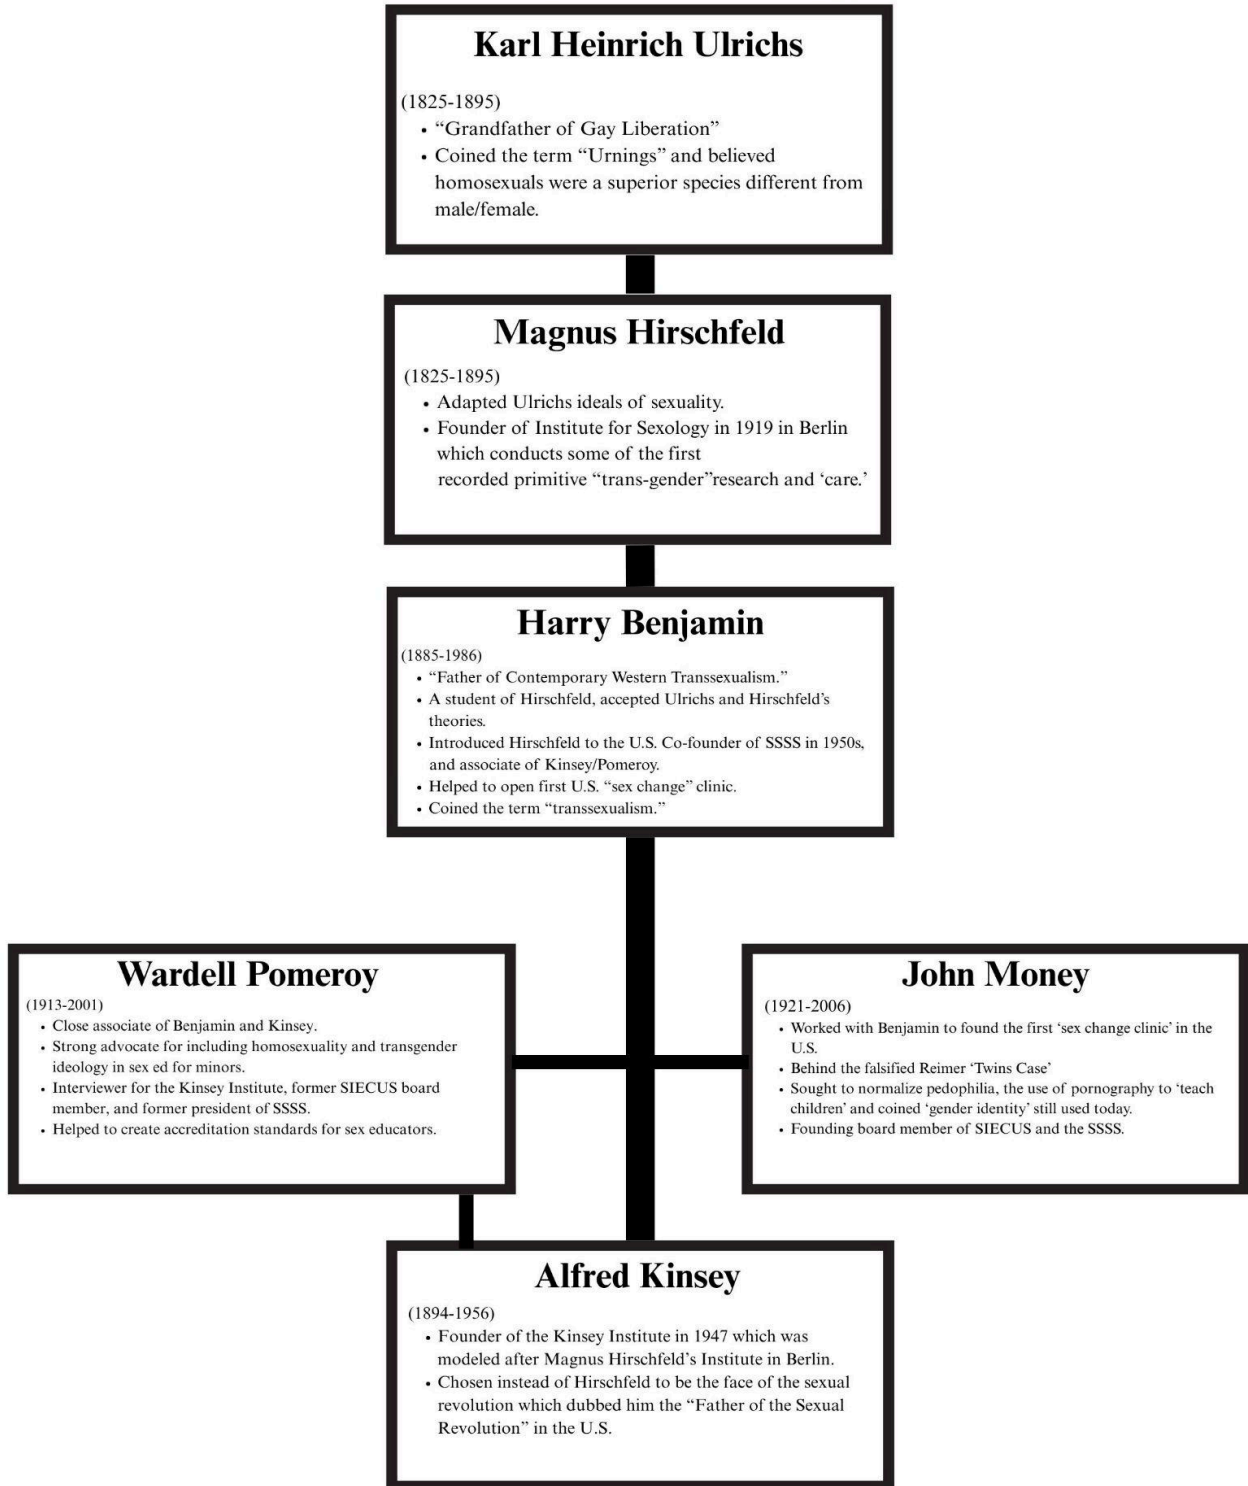 Karl Heinrich Ulrichs
(1825-1895)
• “Grandfather of Gay Liberation”
• Coined the term “Urnings” and believed
homosexuals were a superior species different from
male/female.
Magnus Hirschfeld
(1825-1895)
• Adapted Ulrichs ideals of sexuality.
• Founder of Institute for Sexology in 1919 in Berlin
which conducts some of the first
recorded primitive “trans-gender”research and ‘care.’
Harry Benjamin
(1885-1986)
• “Father of Contemporary Western Transsexualism.”
• A student of Hirschfeld, accepted Ulrichs and Hirschfeld’s
theories.
• Introduced Hirschfeld to the U.S. Co-founder of SSSS in 1950s,
and associate of Kinsey/Pomeroy.
• Helped to open first U.S. “sex change” clinic.
• Coined the term “transsexualism.”
Wardell Pomeroy
(1913-2001)
• Close associate of Benjamin and Kinsey.
• Strong advocate for including homosexuality and transgender
ideology in sex ed for minors.
• Interviewer for the Kinsey Institute, former SIECUS board
member, and former president of SSSS.
• Helped to create accreditation standards for sex educators.
John Money
(1921-2006)
• Worked with Benjamin to found the first ‘sex change clinic’ in the
U.S.
• Behind the falsified Reimer ‘Twins Case’
• Sought to normalize pedophilia, the use of pornography to ‘teach
children’ and coined ‘gender identity’ still used today.
• Founding board member of SIECUS and the SSSS.
Alfred Kinsey
(1894-1956)
• Founder of the Kinsey Institute in 1947 which was
modeled after Magnus Hirschfeld’s Institute in Berlin.
• Chosen instead of Hirschfeld to be the face of the sexual
revolution which dubbed him the “Father of the Sexual
Revolution” in the U.S.